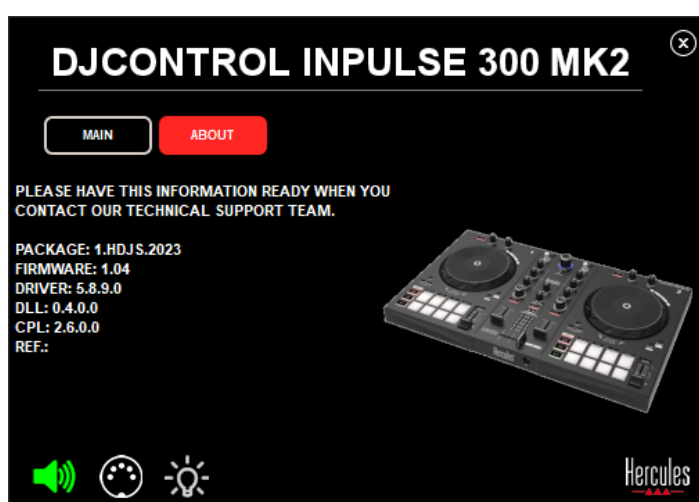 DJCONTROL INPULSE 300 MK2
MAIN
ABOUT
PLEASE HAVE THIS INFORMATION READY WHEN YOU
CONTACT OUR TECHNICAL SUPPORT TEAM.
PACKAGE: 1.HDJS.2023
FIRMWARE: 1.04
DRIVER: 5.8.9.0
DLL: 0.4.0.0
CPL: 2.6.0.0
REF.:
Hercules
Hercules